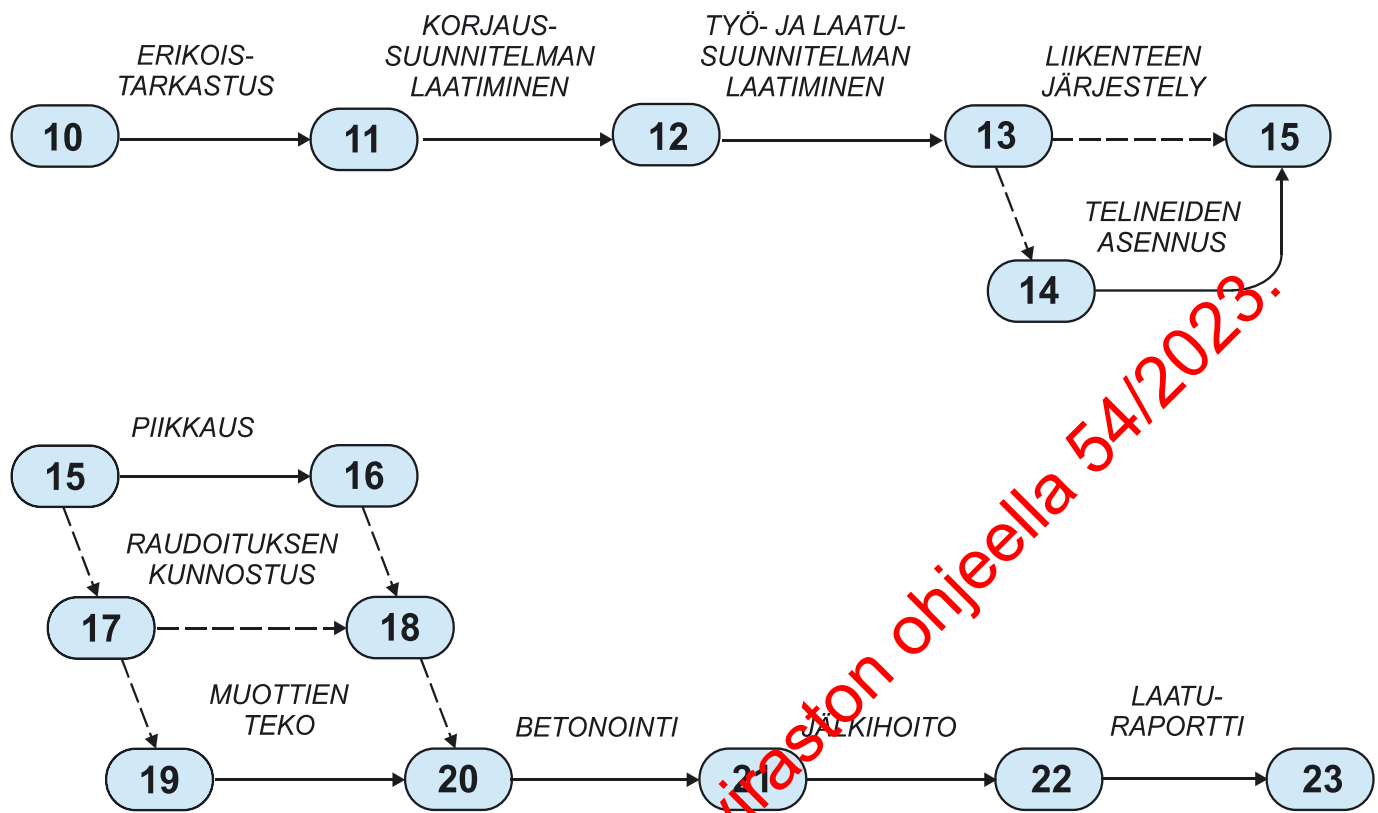 ERIKOIS-
TARKASTUS
KORJAUS-
SUUNNITELMAN
LAATIMINEN
TYÖ- JA LAATU-
SUUNNITELMAN
LAATIMINEN
LIIKENTEEN
JÄRJESTELY
10
11
12
13
15
TELINEIDEN
ASENNUS
14
PIIKKAUS
15
16
RAUDOITUKSEN
KUNNOSTUS
17
18
MUOTTIEN
TEKO
BETONOINTI
JÄLKIHOITO
LAATU-
RAPORTTI
19
20
21
22
23
ohjeella 54/2023.